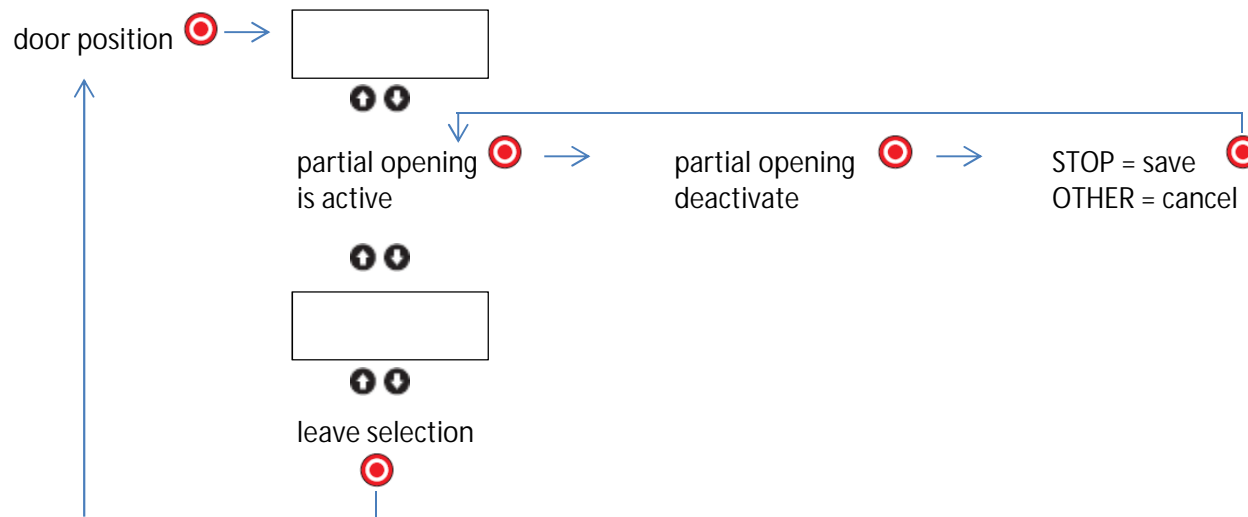 door position
partial opening
is active
partial opening
deactivate
STOP = save
OTHER = cancel
leave selection